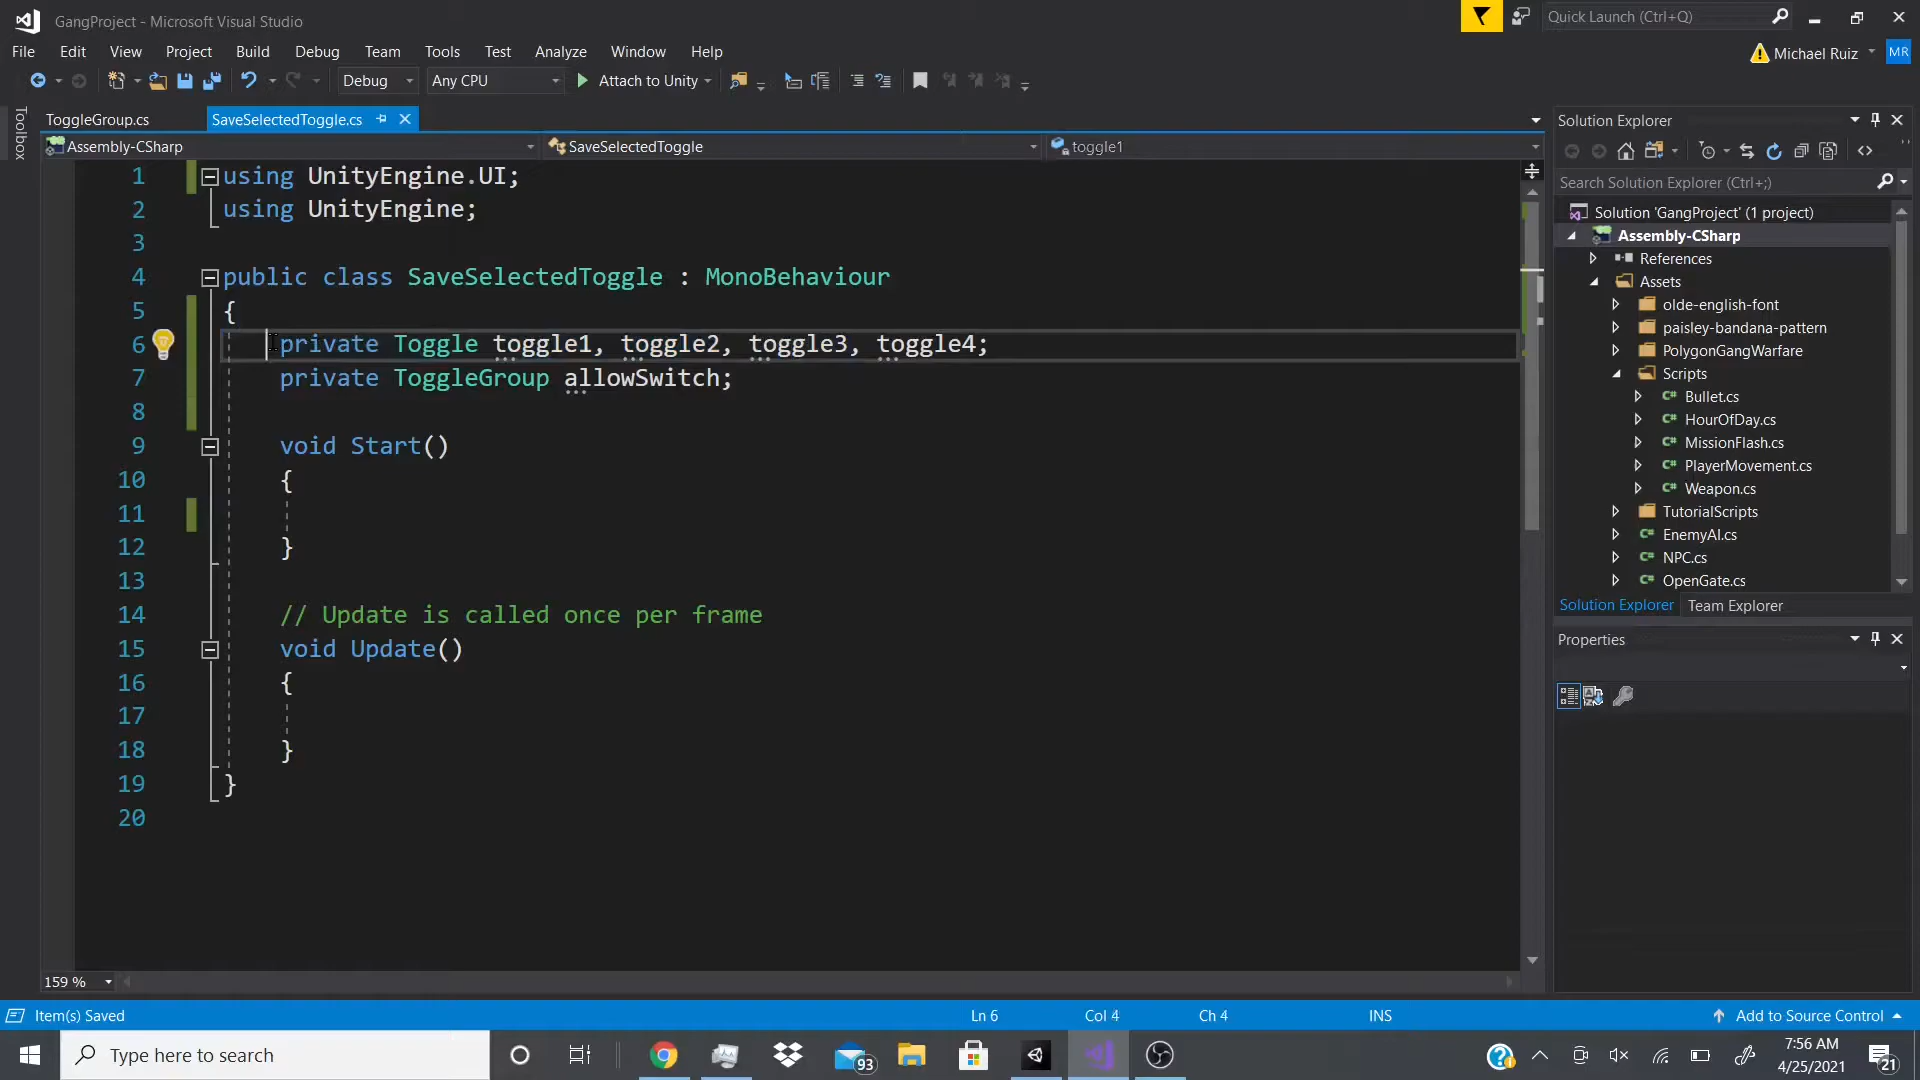 GangProject - Microsoft Visual Studio
Quick Launch (Ctrl+Q)
File Edit View Project Build Debug Team Tools Test Analyze Window Help
Michael Ruiz MR
Debug Any CPU Attach to Unity
Toolbox
ToggleGroup.cs SaveSelectedToggle.cs
Assembly-CSharp SaveSelectedToggle toggle1
1 using UnityEngine.UI;
2 using UnityEngine;
3
4 public class SaveSelectedToggle : MonoBehaviour
5 {
6 private Toggle toggle1, toggle2, toggle3, toggle4;
7 private ToggleGroup allowSwitch;
8
9 void Start()
10 {
11
12 }
13
14 // Update is called once per frame
15 void Update()
16 {
17
18 }
19 }
20
159 %
Solution Explorer
Search Solution Explorer (Ctrl+;)
Solution 'GangProject' (1 project)
Assembly-CSharp
References
Assets
olde-english-font
paisley-bandana-pattern
PolygonGangWarfare
Scripts
C# Bullet.cs
C# HourOfDay.cs
C# MissionFlash.cs
C# PlayerMovement.cs
C# Weapon.cs
TutorialScripts
C# EnemyAI.cs
C# NPC.cs
C# OpenGate.cs
Solution Explorer Team Explorer
Properties
Item(s) Saved Ln 6 Col 4 Ch 4 INS Add to Source Control
Type here to search
93
7:56 AM
4/25/2021
21